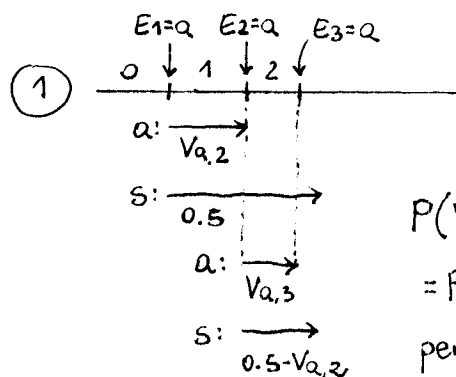 E1=a E2=a E3=a
① 0 1 2
a:
Va,2
s:
0.5
P(V
a:
Va,3
= P
s:
0.5-Va,2
per